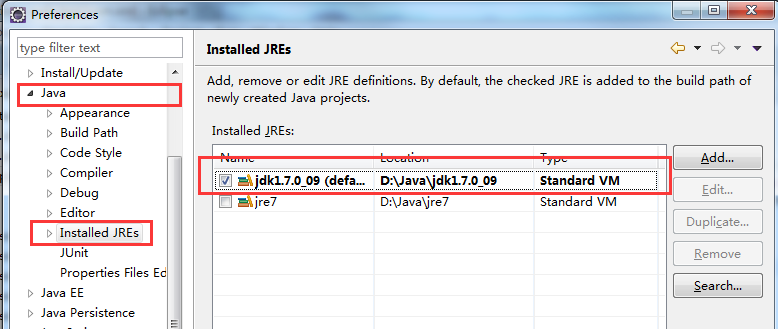 Preferences
type filter text
Install/Update
Java
Appearance
Build Path
Code Style
Compiler
Debug
Editor
Installed JREs
JUnit
Properties Files Ed
Java EE
Java Persistence
Installed JREs
Add, remove or edit JRE definitions. By default, the checked JRE is added to the build path of
newly created Java projects.
Installed JREs:
Name Location Type
jdk1.7.0_09 (defa... D:\Java\jdk1.7.0_09 Standard VM
jre7 D:\Java\jre7 Standard VM
Add...
Edit...
Duplicate...
Remove
Search...